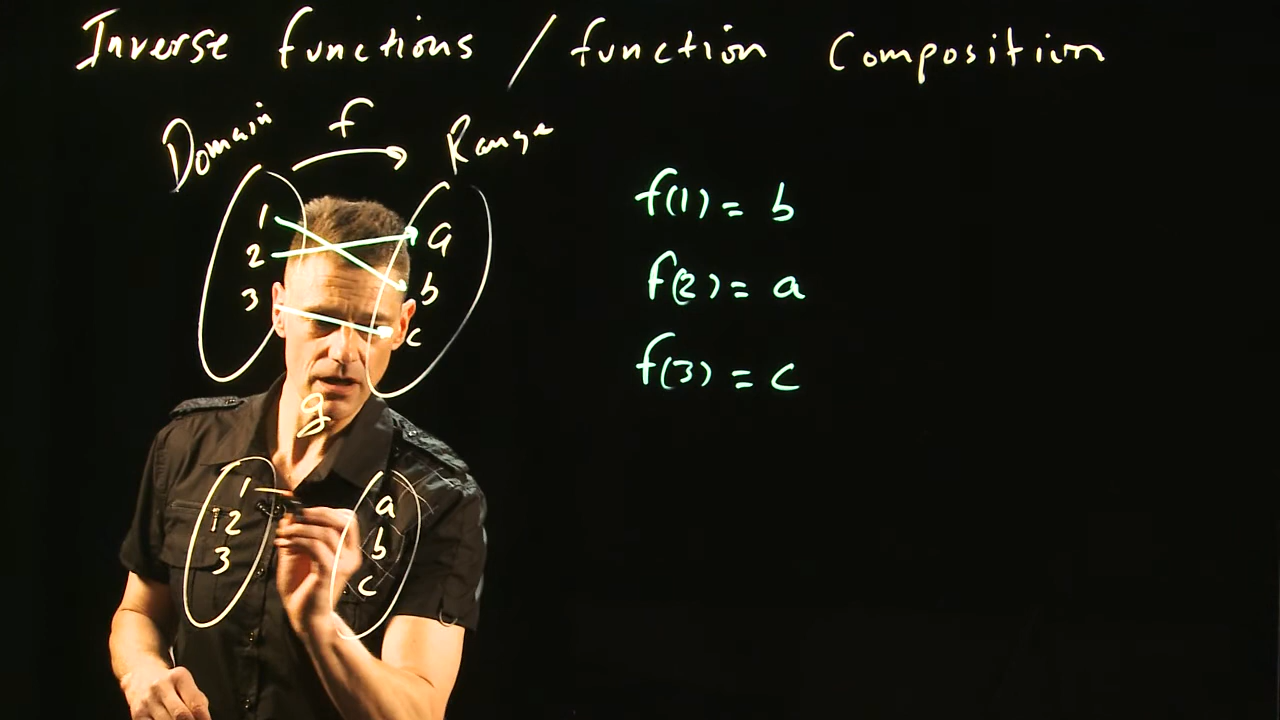 Inverse functions / function composition
Domain f Range
1 a
2 b
3 c
f(1) = b
f(2) = a
f(3) = c
g
1 a
2 b
3 c